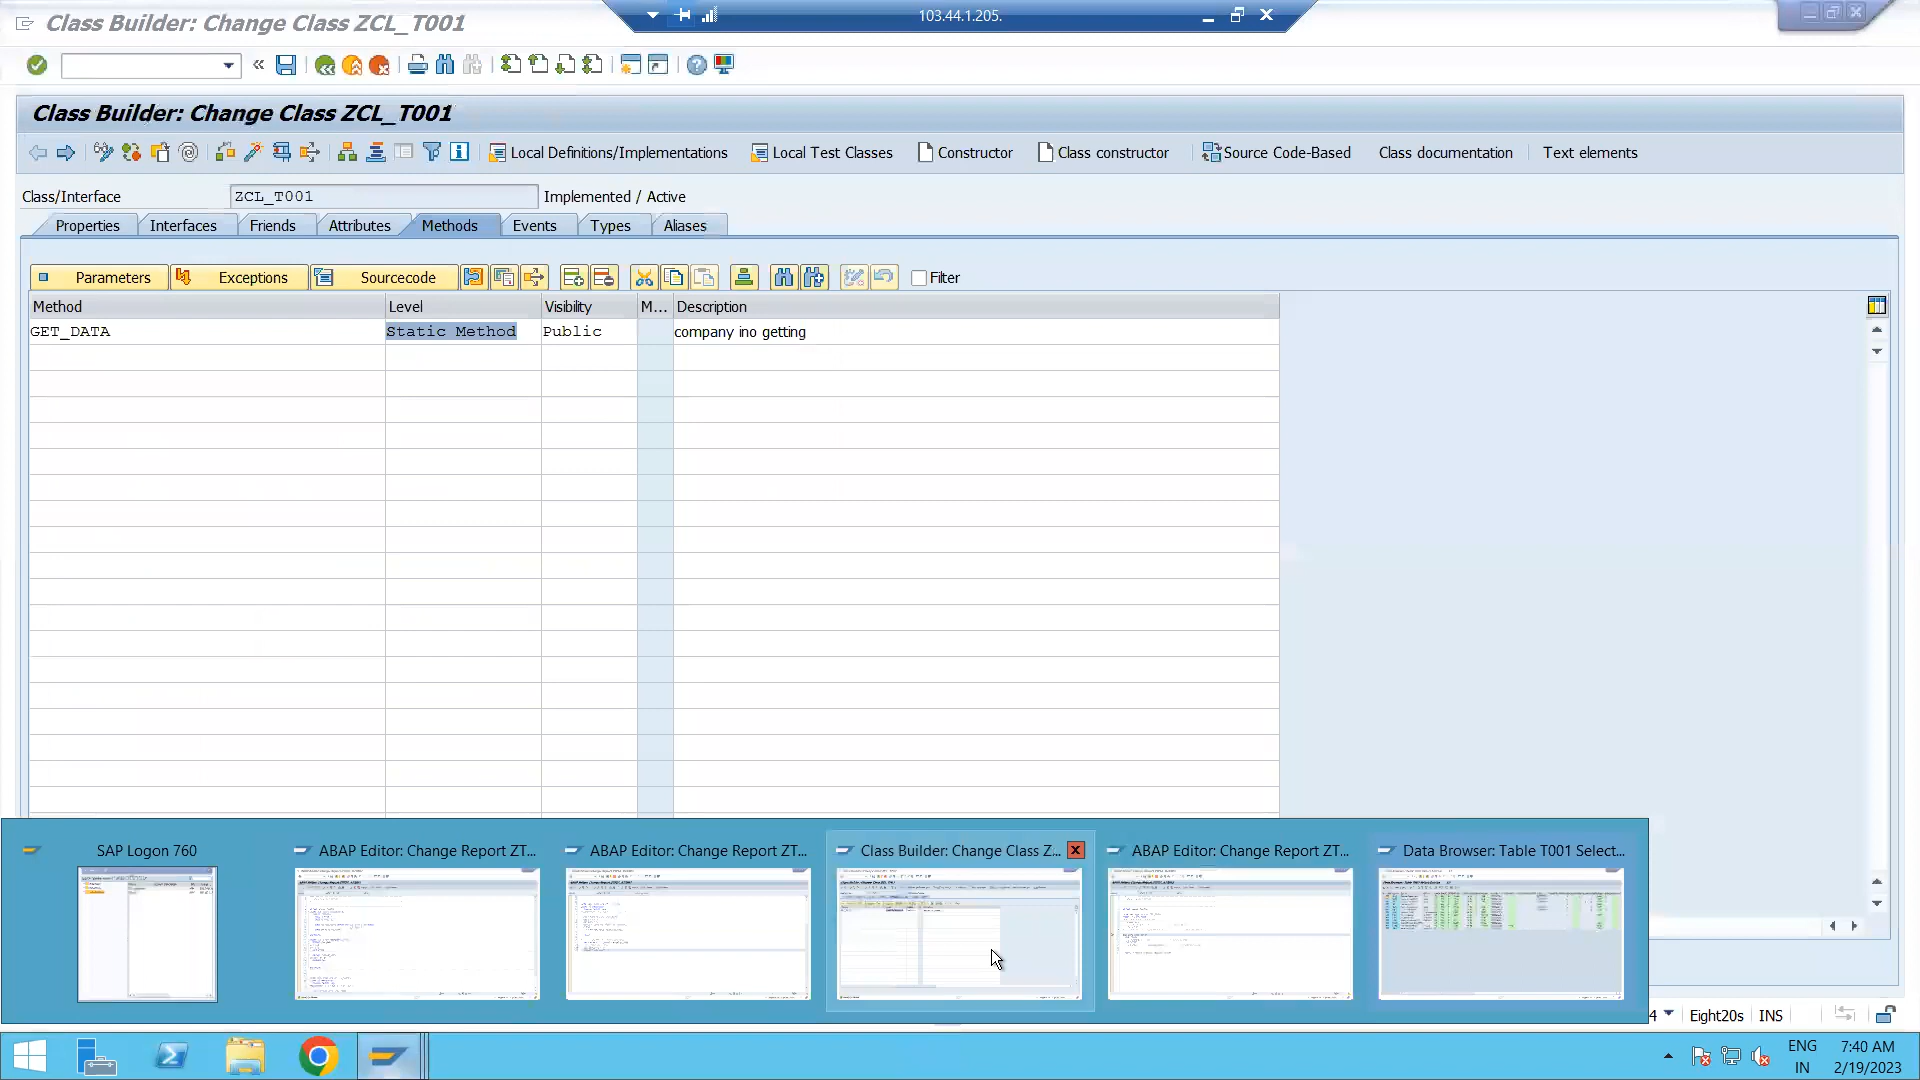 Class Builder: Change Class ZCL_T001
103.44.1.205.
Class Builder: Change Class ZCL_T001
Local Definitions/Implementations
Local Test Classes
Constructor
Class constructor
Source Code-Based
Class documentation
Text elements
Class/Interface
ZCL_T001
Implemented / Active
Properties
Interfaces
Friends
Attributes
Methods
Events
Types
Aliases
Parameters
Exceptions
Sourcecode
Filter
Method
Level
Visibility
M...
Description
GET_DATA
Static Method
Public
company ino getting
SAP Logon 760
ABAP Editor: Change Report ZT...
ABAP Editor: Change Report ZT...
Class Builder: Change Class Z...
ABAP Editor: Change Report ZT...
Data Browser: Table T001 Select...
4
Eight20s
INS
ENG
IN
7:40 AM
2/19/2023